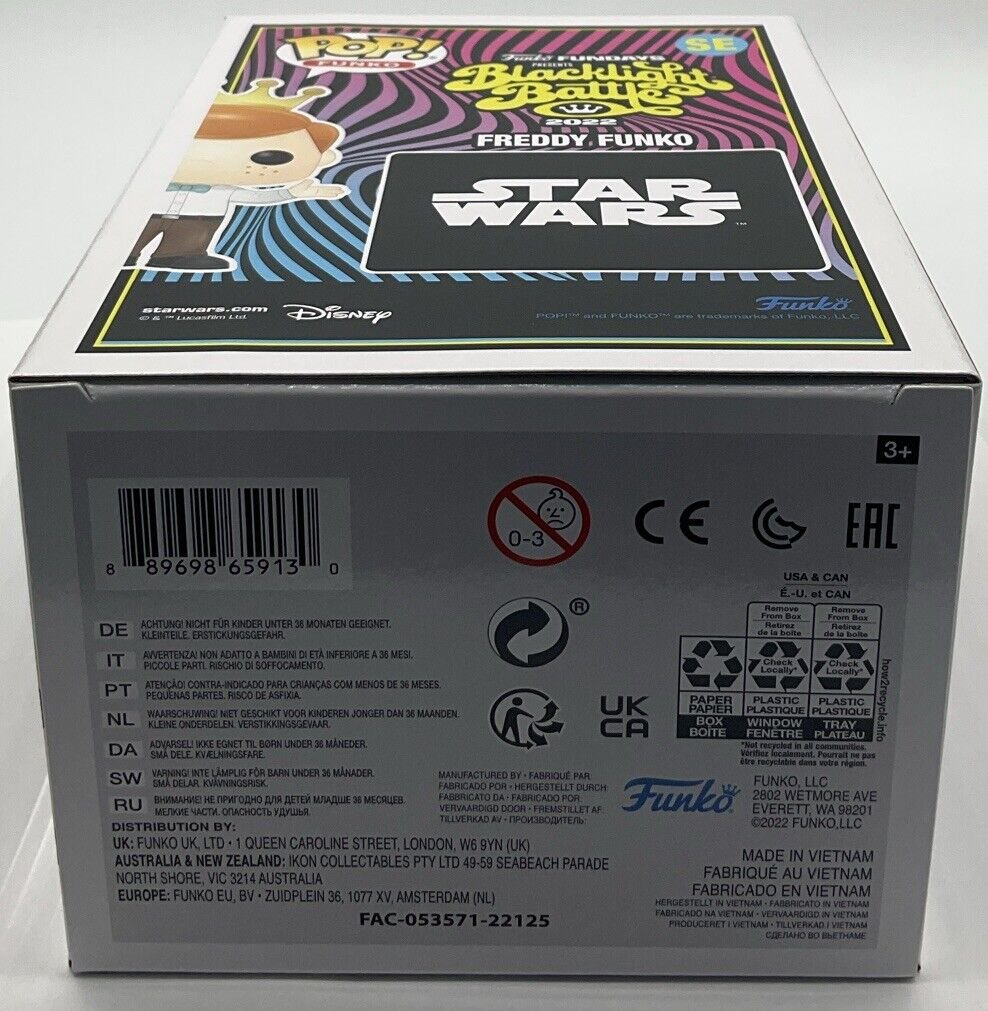 POP!
FUNKO
SE
Funko FUNDAYS
PRESENTS
Blacklight
Battle
2022
FREDDY FUNKO
STAR
WARS™
starwars.com
© & ™ Lucasfilm Ltd.
Disney
Funko
POP!™ and FUNKO™ are trademarks of Funko, LLC
3+
8 89698 65913 0
0-3
CE
EAC
®
UK
CA
USA & CAN
É.-U. et CAN
Remove From Box
Retirez de la boîte
Remove From Box
Retirez de la boîte
Check Locally*
Check Locally*
PAPER PAPIER
PLASTIC PLASTIQUE
PLASTIC PLASTIQUE
BOX BOÎTE
WINDOW FENÊTRE
TRAY PLATEAU
how2recycle.info
*Not recycled in all communities.
Vérifiez localement. Pourrait ne pas
être recyclable dans votre région.
DE ACHTUNG! NICHT FÜR KINDER UNTER 36 MONATEN GEEIGNET.
KLEINTEILE. ERSTICKUNGSGEFAHR.
IT AVVERTENZA! NON ADATTO A BAMBINI DI ETÀ INFERIORE A 36 MESI.
PICCOLE PARTI. RISCHIO DI SOFFOCAMENTO.
PT ATENÇÃO! CONTRA-INDICADO PARA CRIANÇAS COM MENOS DE 36 MESES.
PEQUENAS PARTES. RISCO DE ASFIXIA.
NL WAARSCHUWING! NIET GESCHIKT VOOR KINDEREN JONGER DAN 36 MAANDEN.
KLEINE ONDERDELEN. VERSTIKKINGSGEVAAR.
DA ADVARSEL! IKKE EGNET TIL BØRN UNDER 36 MÅNEDER.
SMÅ DELE. KVÆLNINGSFARE.
SW VARNING! INTE LÄMPLIG FÖR BARN UNDER 36 MÅNADER.
SMÅ DELAR. KVÄVNINGSRISK.
RU ВНИМАНИЕ! НЕ ПРИГОДНО ДЛЯ ДЕТЕЙ МЛАДШЕ 36 МЕСЯЦЕВ.
МЕЛКИЕ ЧАСТИ. ОПАСНОСТЬ УДУШЬЯ.
MANUFACTURED BY • FABRIQUÉ PAR
FABRICADO POR • HERGESTELLT DURCH
FABBRICATO DA • FABRICADO POR
VERVAARDIGD DOOR • FREMSTILLET AF
TILLVERKAD AV • ПРОИЗВОДИТЕЛЬ:
Funko
FUNKO, LLC
2802 WETMORE AVE
EVERETT, WA 98201
©2022 FUNKO,LLC
DISTRIBUTION BY:
UK: FUNKO UK, LTD • 1 QUEEN CAROLINE STREET, LONDON, W6 9YN (UK)
AUSTRALIA & NEW ZEALAND: IKON COLLECTABLES PTY LTD 49-59 SEABEACH PARADE
NORTH SHORE, VIC 3214 AUSTRALIA
EUROPE: FUNKO EU, BV • ZUIDPLEIN 36, 1077 XV, AMSTERDAM (NL)
FAC-053571-22125
MADE IN VIETNAM
FABRIQUÉ AU VIETNAM
FABRICADO EN VIETNAM
HERGESTELLT IN VIETNAM • FABBRICATO IN VIETNAM
FABRICADO NA VIETNAM • VERVAARDIGD IN VIETNAM
PRODUCERET I VIETNAM • TILLVERKAD I VIETNAM
СДЕЛАНО ВО ВЬЕТНАМЕ